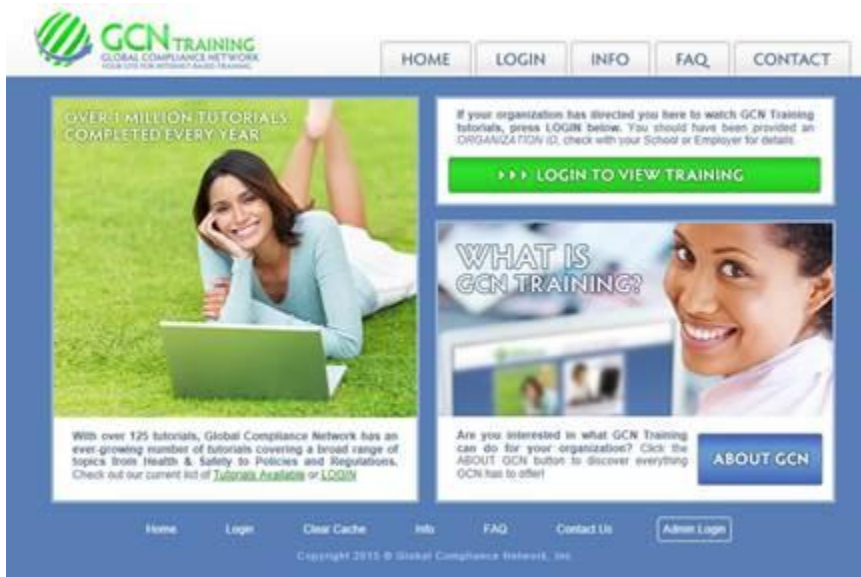 GCN TRAINING
GLOBAL COMPLIANCE NETWORK
YOUR SITE FOR INTERNET BASED TRAINING
HOME LOGIN INFO FAQ CONTACT
OVER 1 MILLION TUTORIALS
COMPLETED EVERY YEAR
With over 125 tutorials, Global Compliance Network has an
ever-growing number of tutorials covering a broad range of
topics from Health & Safety to Policies and Regulations.
Check out our current list of Tutorials Available or LOGIN
If your organization has directed you here to watch GCN Training
tutorials, press LOGIN below. You should have been provided an
ORGANIZATION ID, check with your School or Employer for details.
LOGIN TO VIEW TRAINING
WHAT IS
GCN TRAINING?
Are you interested in what GCN Training
can do for your organization? Click the
ABOUT GCN button to discover everything
GCN has to offer!
ABOUT GCN
Home Login Clear Cache Info FAQ Contact Us Admin Login
Copyright 2015 © Global Compliance Network, Inc.